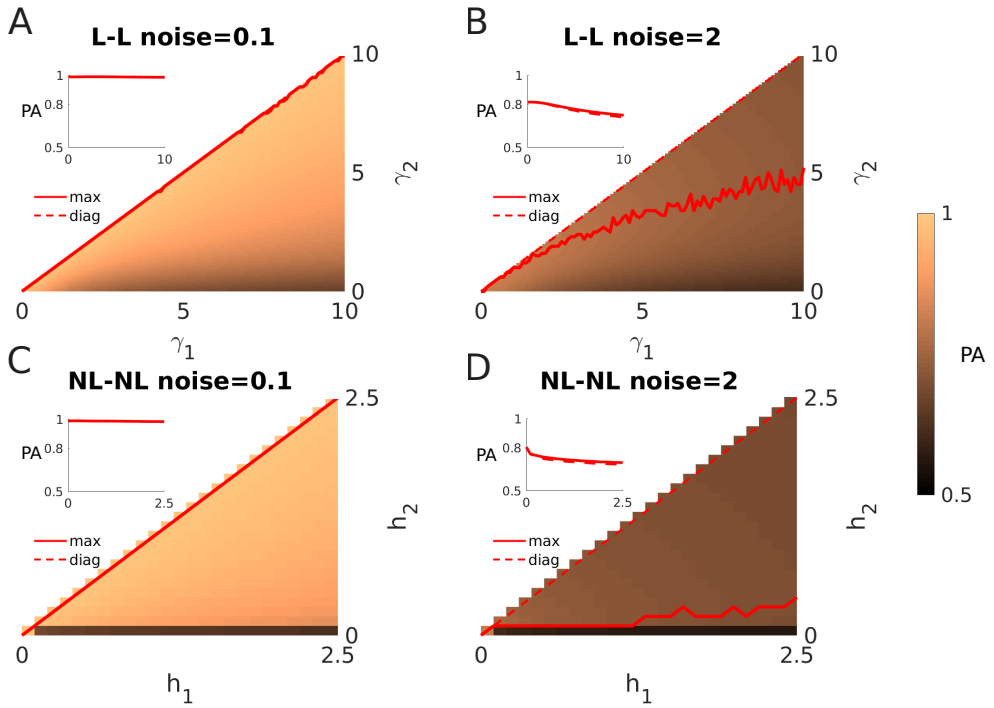 A
L-L noise=0.1
10
1
0.8
PA
0.5
0
10
max
diag
5
γ2
0
0
5
10
γ1
B
L-L noise=2
10
1
0.8
PA
0.5
0
10
max
diag
5
γ2
0
0
5
10
γ1
C
NL-NL noise=0.1
2.5
1
0.8
PA
0.5
0
2.5
max
diag
h2
0
0
2.5
h1
D
NL-NL noise=2
2.5
1
0.8
PA
0.5
0
2.5
max
diag
h2
0
0
2.5
h1
1
PA
0.5